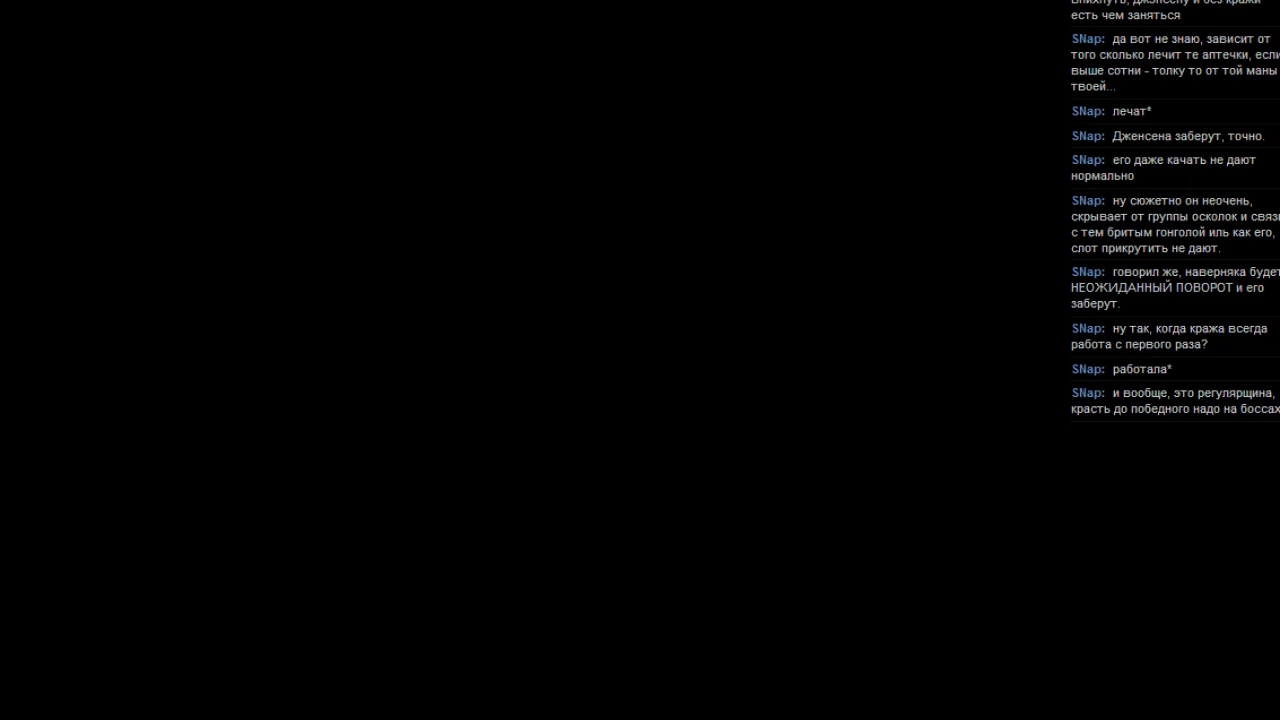 впихнуть, дженсену и без кражи
есть чем заняться
SNap: да вот не знаю, зависит от
того сколько лечит те аптечки, если
выше сотни - толку то от той маны
твоей...
SNap: лечат*
SNap: Дженсена заберут, точно.
SNap: его даже качать не дают
нормально
SNap: ну сюжетно он неочень,
скрывает от группы осколок и связь
с тем бритым гонголой иль как его,
слот прикрутить не дают.
SNap: говорил же, наверняка будет
НЕОЖИДАННЫЙ ПОВОРОТ и его
заберут.
SNap: ну так, когда кража всегда
работа с первого раза?
SNap: работала*
SNap: и вообще, это регулярщина,
красть до победного надо на боссах